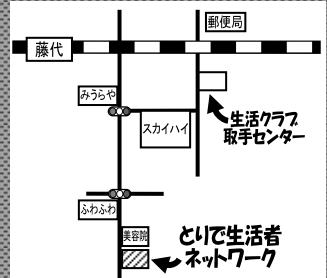 郵便局
藤代
みうらや
スカイハイ
生活クラブ
取手センター
ふわふわ
美容院
とりで生活者
ネットワーク